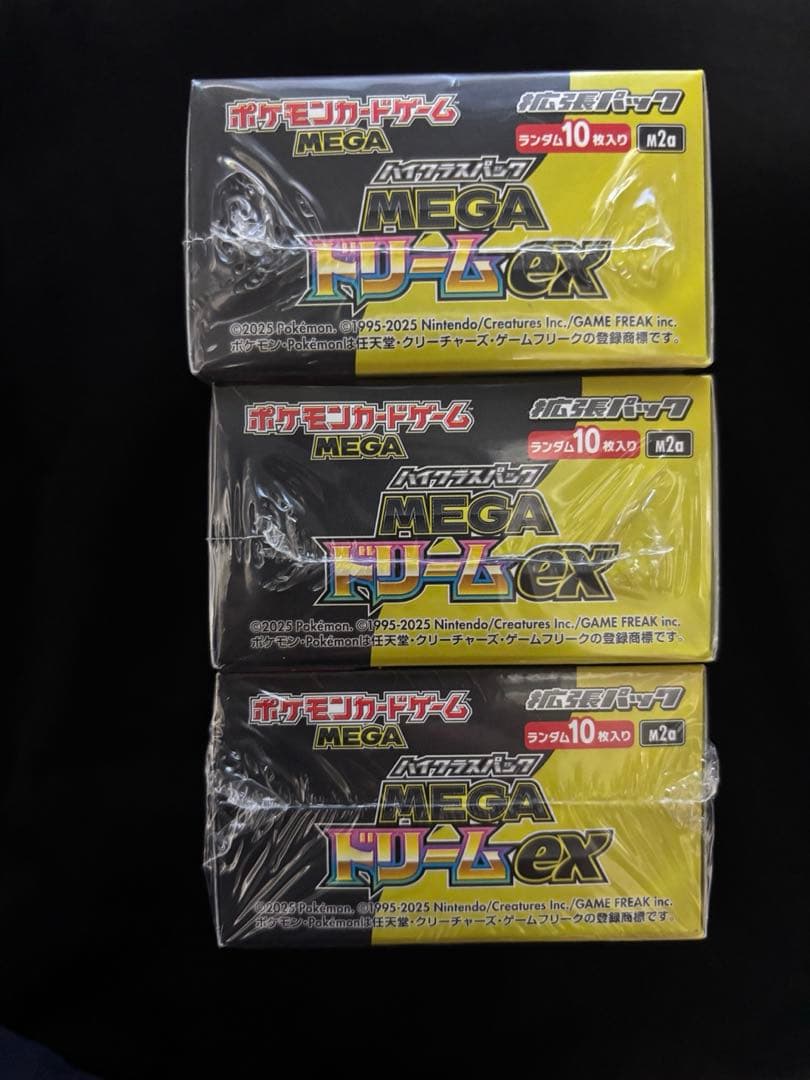 ポケモンカードゲーム
MEGA
拡張パック
ランダム10枚入り M2a
ハイクラスパック
MEGA
ドリームex
©2025 Pokémon. ©1995-2025 Nintendo/Creatures Inc./GAME FREAK inc.
ポケモン・Pokémonは任天堂・クリーチャーズ・ゲームフリークの登録商標です。
ポケモンカードゲーム
MEGA
拡張パック
ランダム10枚入り M2a
ハイクラスパック
MEGA
ドリームex
©2025 Pokémon. ©1995-2025 Nintendo/Creatures Inc./GAME FREAK inc.
ポケモン・Pokémonは任天堂・クリーチャーズ・ゲームフリークの登録商標です。
ポケモンカードゲーム
MEGA
拡張パック
ランダム10枚入り M2a
ハイクラスパック
MEGA
ドリームex
©2025 Pokémon. ©1995-2025 Nintendo/Creatures Inc./GAME FREAK inc.
ポケモン・Pokémonは任天堂・クリーチャーズ・ゲームフリークの登録商標です。